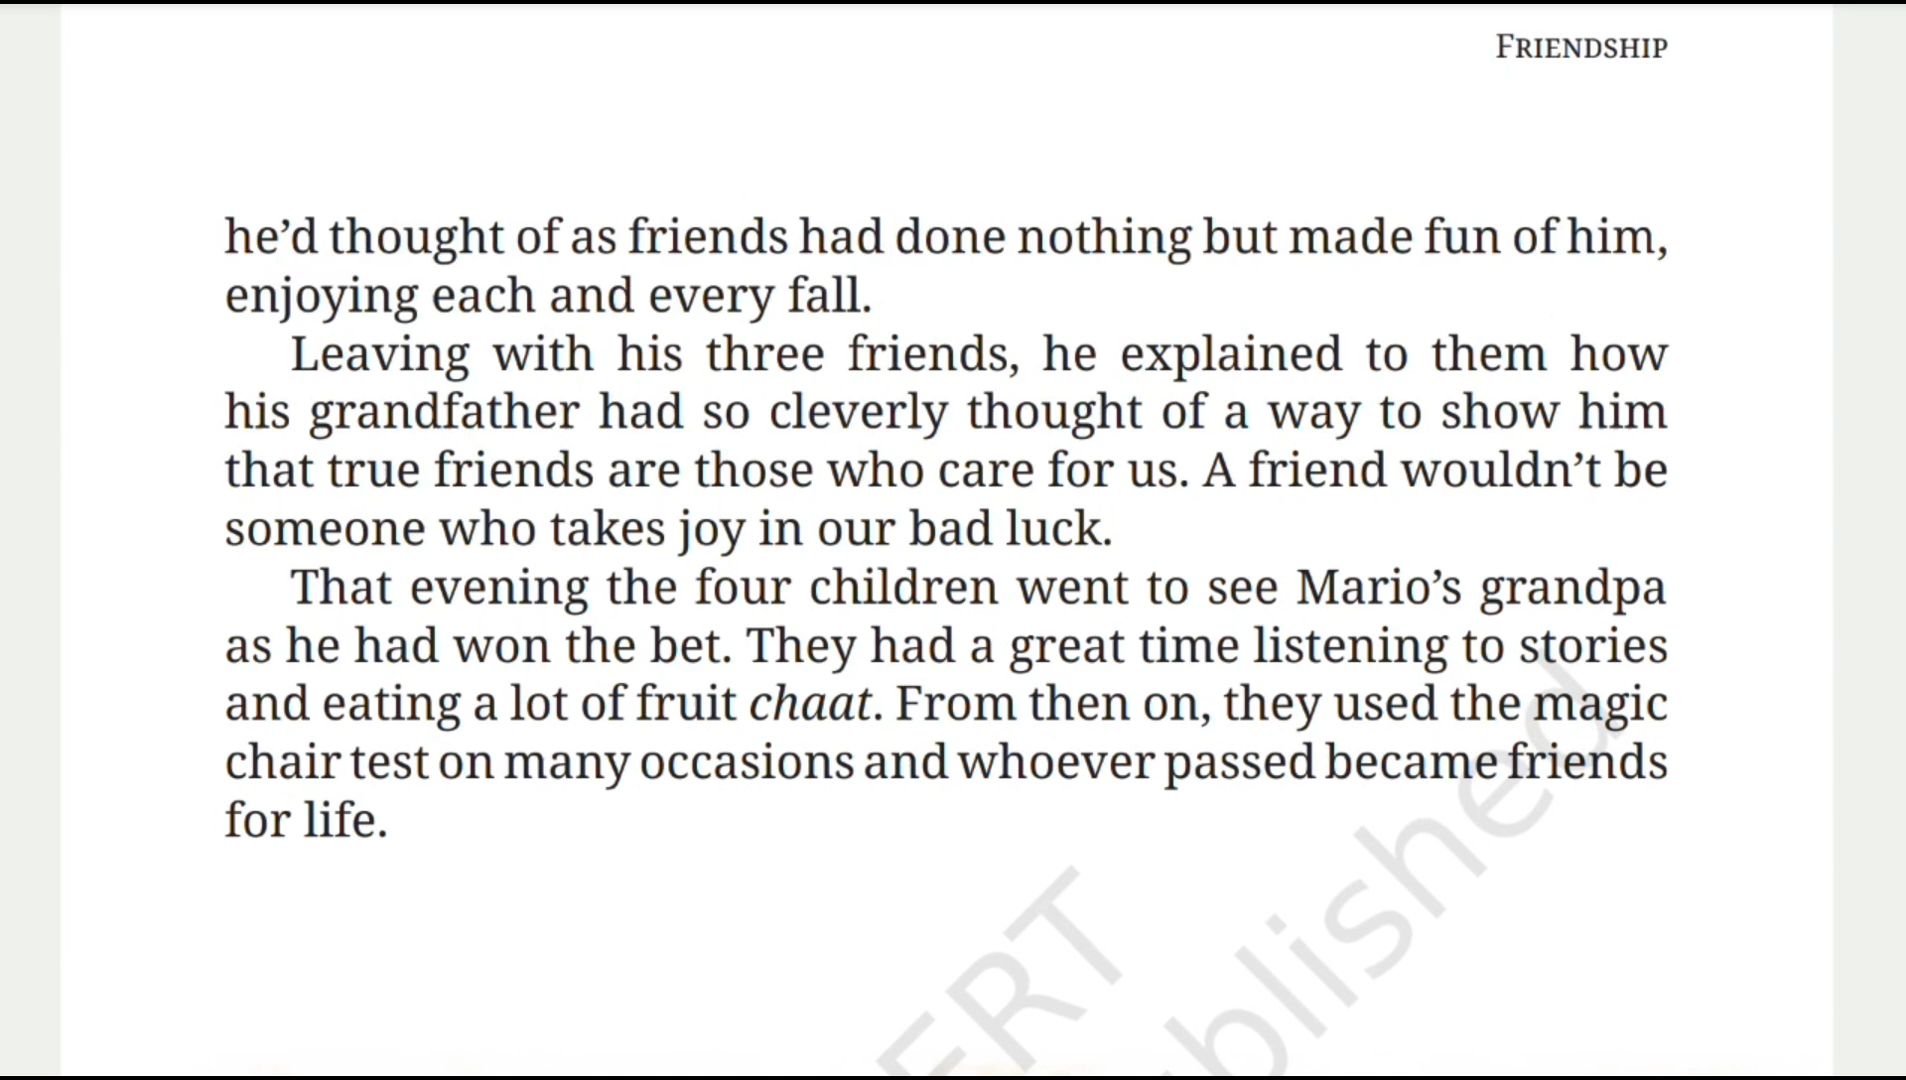 FRIENDSHIP
he’d thought of as friends had done nothing but made fun of him,
enjoying each and every fall.
Leaving with his three friends, he explained to them how
his grandfather had so cleverly thought of a way to show him
that true friends are those who care for us. A friend wouldn’t be
someone who takes joy in our bad luck.
That evening the four children went to see Mario’s grandpa
as he had won the bet. They had a great time listening to stories
and eating a lot of fruit chaat. From then on, they used the magic
chair test on many occasions and whoever passed became friends
for life.
ERT
blished